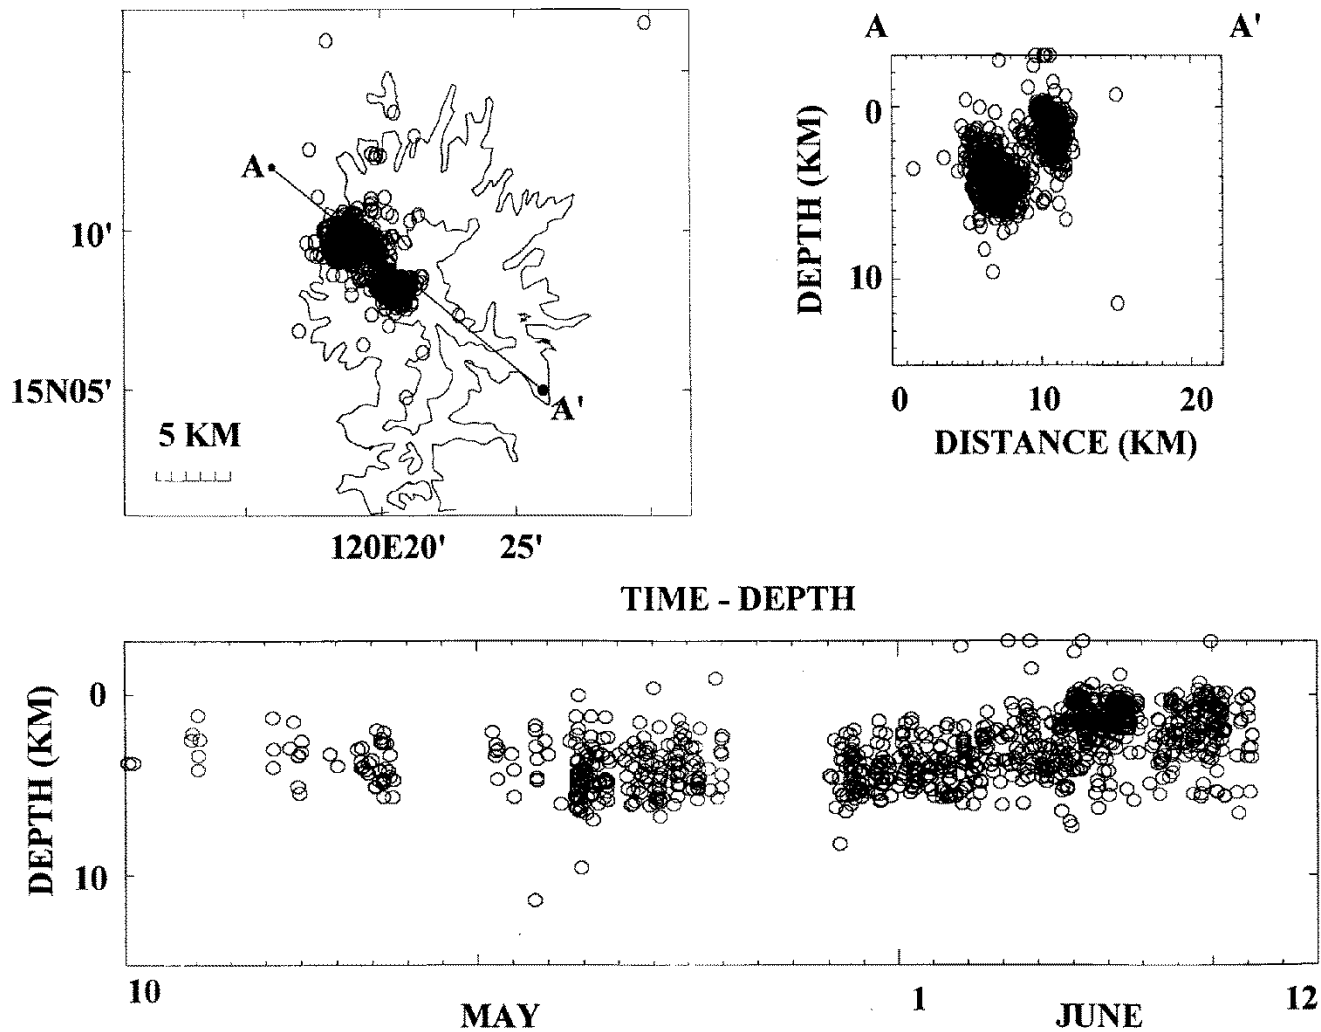 A
A'
10'
15N05'
5 KM
120E20'
25'
A
A'
DEPTH (KM)
0
10
0
10
20
DISTANCE (KM)
TIME - DEPTH
DEPTH (KM)
0
10
10
MAY
1
JUNE
12